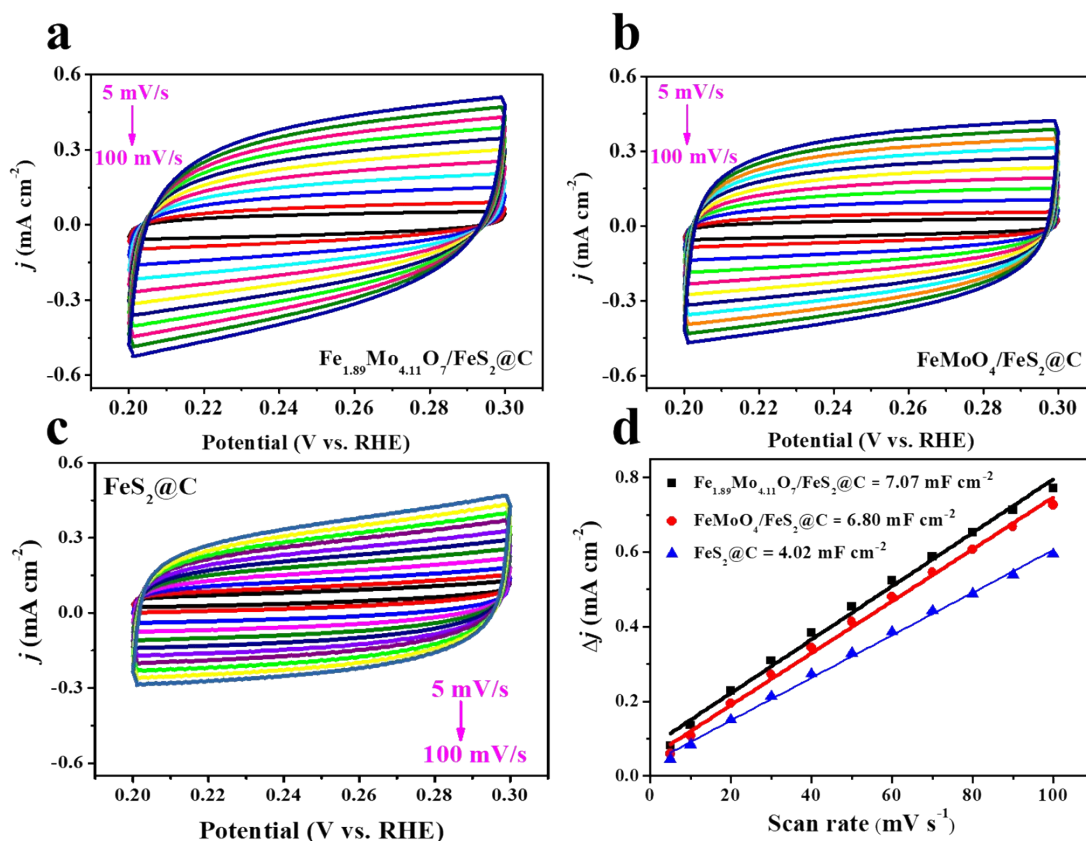 a
0.6
0.3
0.0
-0.3
-0.6
j (mA cm⁻²)
5 mV/s
100 mV/s
Fe₁.₈₉Mo₄.₁₁O₇/FeS₂@C
0.20 0.22 0.24 0.26 0.28 0.30
Potential (V vs. RHE)
b
0.6
0.3
0.0
-0.3
-0.6
j (mA cm⁻²)
5 mV/s
100 mV/s
FeMoO₄/FeS₂@C
0.20 0.22 0.24 0.26 0.28 0.30
Potential (V vs. RHE)
c
0.6
0.3
0.0
-0.3
-0.6
j (mA cm⁻²)
FeS₂@C
5 mV/s
100 mV/s
0.20 0.22 0.24 0.26 0.28 0.30
Potential (V vs. RHE)
d
0.8
0.6
0.4
0.2
0.0
Δj (mA cm⁻²)
Fe₁.₈₉Mo₄.₁₁O₇/FeS₂@C = 7.07 mF cm⁻²
FeMoO₄/FeS₂@C = 6.80 mF cm⁻²
FeS₂@C = 4.02 mF cm⁻²
0 20 40 60 80 100
Scan rate (mV s⁻¹)